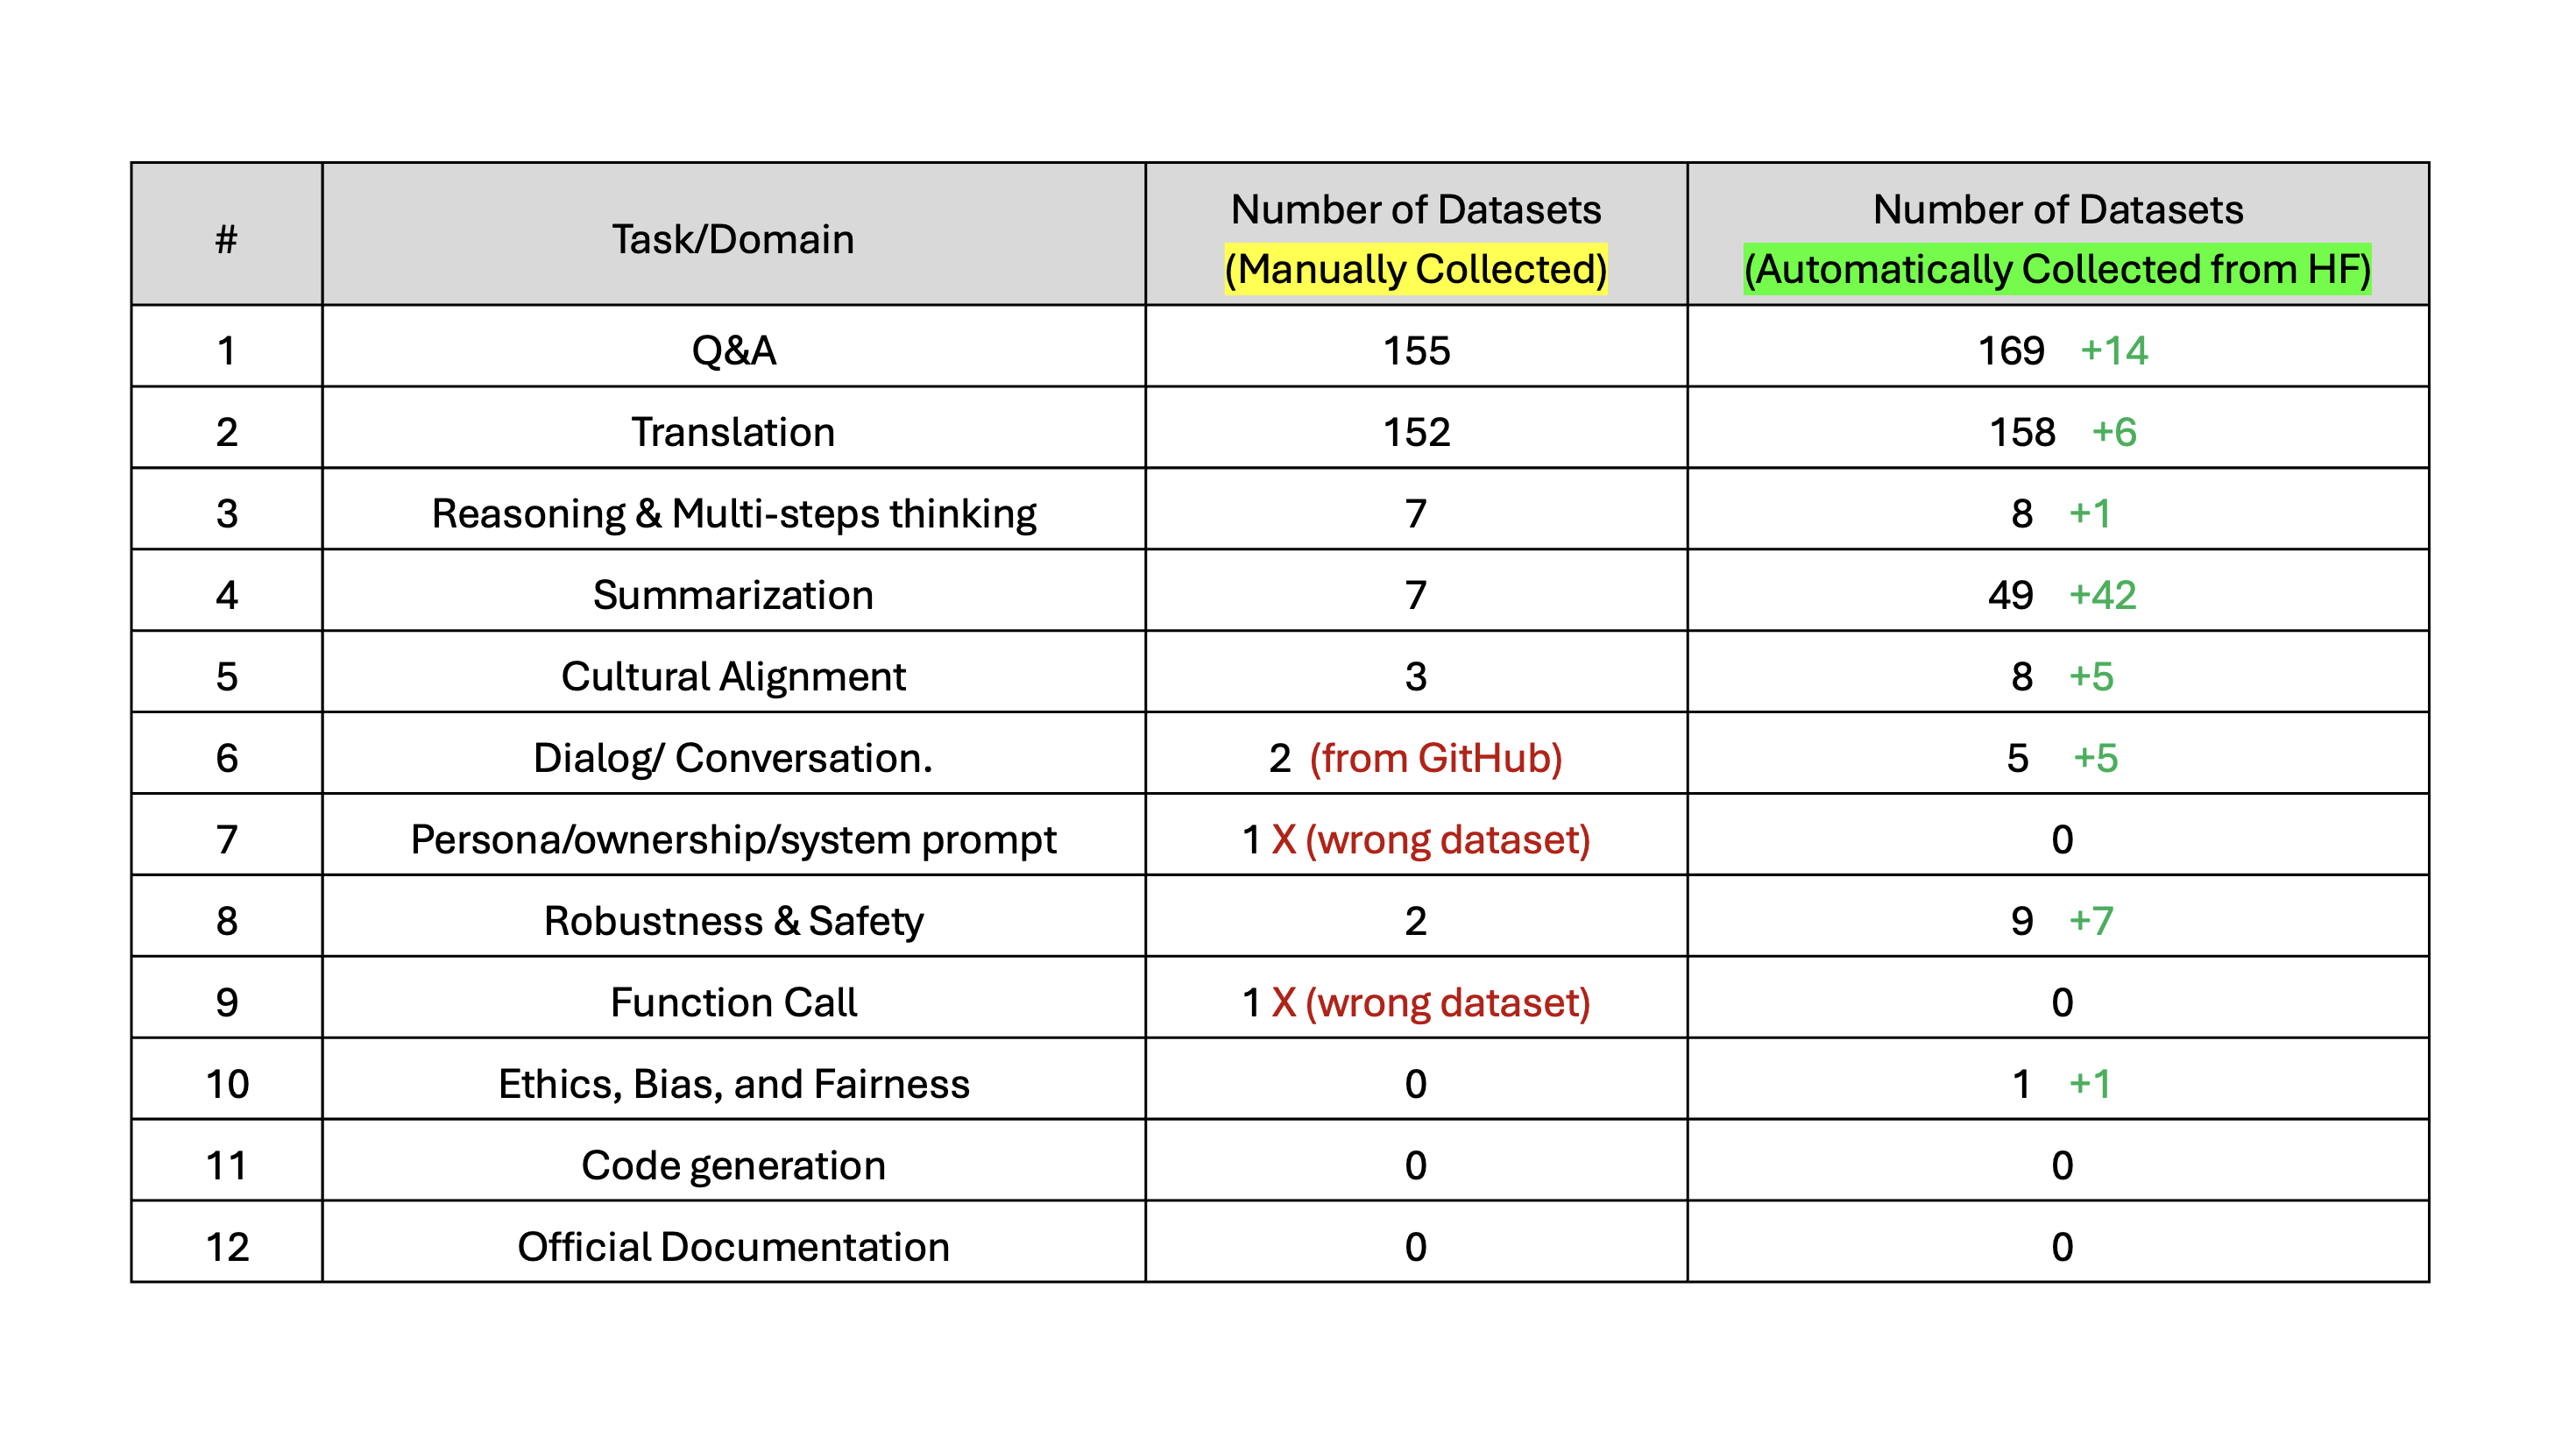 # Task/Domain Number of Datasets (Manually Collected) Number of Datasets (Automatically Collected from HF)
1 Q&A 155 169 +14
2 Translation 152 158 +6
3 Reasoning & Multi-steps thinking 7 8 +1
4 Summarization 7 49 +42
5 Cultural Alignment 3 8 +5
6 Dialog/ Conversation. 2 (from GitHub) 5 +5
7 Persona/ownership/system prompt 1 X (wrong dataset) 0
8 Robustness & Safety 2 9 +7
9 Function Call 1 X (wrong dataset) 0
10 Ethics, Bias, and Fairness 0 1 +1
11 Code generation 0 0
12 Official Documentation 0 0